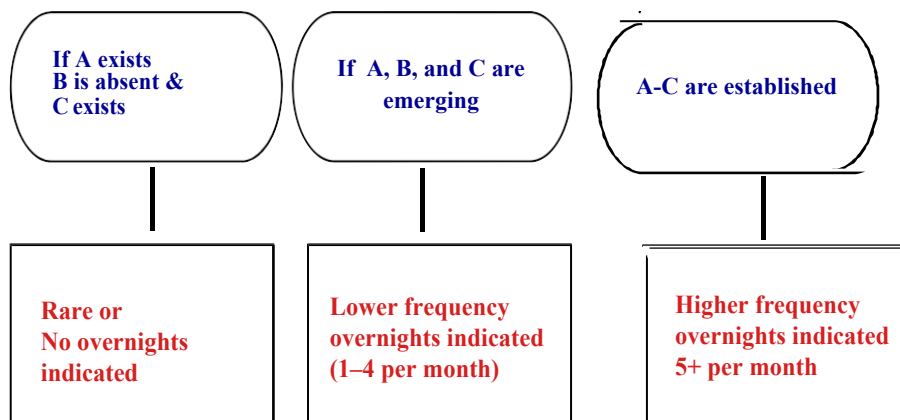 If A exists
B is absent &
C exists
If A, B, and C are
emerging
A-C are established
Rare or
No overnights
indicated
Lower frequency
overnights indicated
(1–4 per month)
Higher frequency
overnights indicated
5+ per month